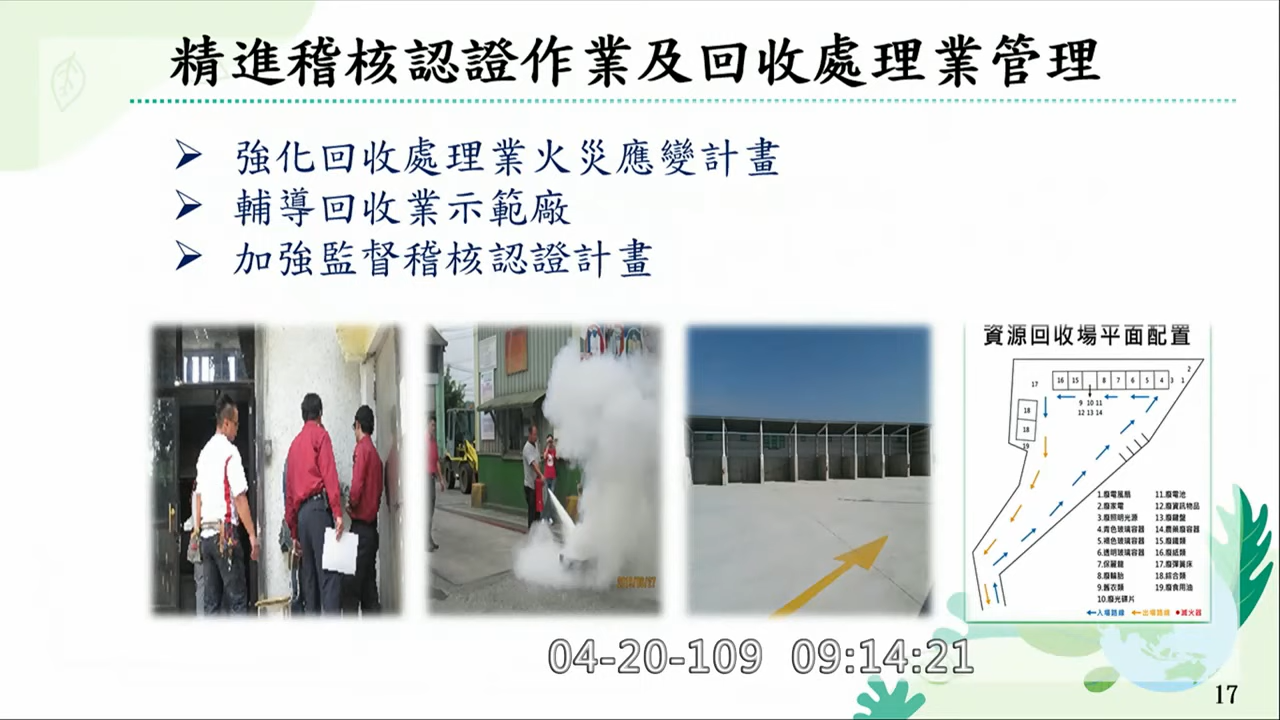 精進稽核認證作業及回收處理業管理
➢ 強化回收處理業火災應變計畫
➢ 輔導回收業示範廠
➢ 加強監督稽核認證計畫
資源回收場平面配置
17
16 15 8 7 6 5 4 3 1 2
9 10 11
12 13 14
18
18
19
1.廢電風扇
2.廢家電
3.廢照明光源
4.青色玻璃容器
5.褐色玻璃容器
6.透明玻璃容器
7.保麗龍
8.廢輪胎
9.舊衣類
10.廢光碟片
11.廢電池
12.廢資訊物品
13.廢鍵盤
14.農藥廢容器
15.廢鐵類
16.廢紙類
17.廢彈簧床
18.綜合類
19.廢食用油
入場路線 出場路線 滅火器
04-20-109 09:14:21
17